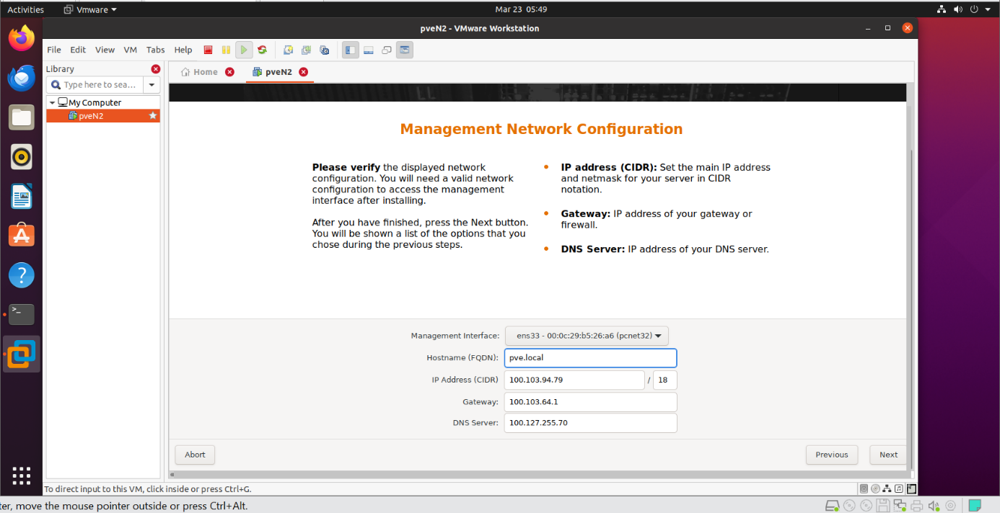 Activities
Vmware
Mar 23 05:49
pveN2 - VMware Workstation
File Edit View VM Tabs Help
Library
Type here to sea...
Home
pveN2
My Computer
pveN2
Management Network Configuration
Please verify the displayed network
configuration. You will need a valid network
configuration to access the management
interface after installing.
After you have finished, press the Next button.
You will be shown a list of the options that you
chose during the previous steps.
IP address (CIDR): Set the main IP address
and netmask for your server in CIDR
notation.
Gateway: IP address of your gateway or
firewall.
DNS Server: IP address of your DNS server.
Management Interface: ens33 - 00:0c:29:b5:26:a6 (pcnet32)
Hostname (FQDN): pve.local
IP Address (CIDR) 100.103.94.79 / 18
Gateway: 100.103.64.1
DNS Server: 100.127.255.70
Abort
Previous
Next
To direct input to this VM, click inside or press Ctrl+G.
ter, move the mouse pointer outside or press Ctrl+Alt.